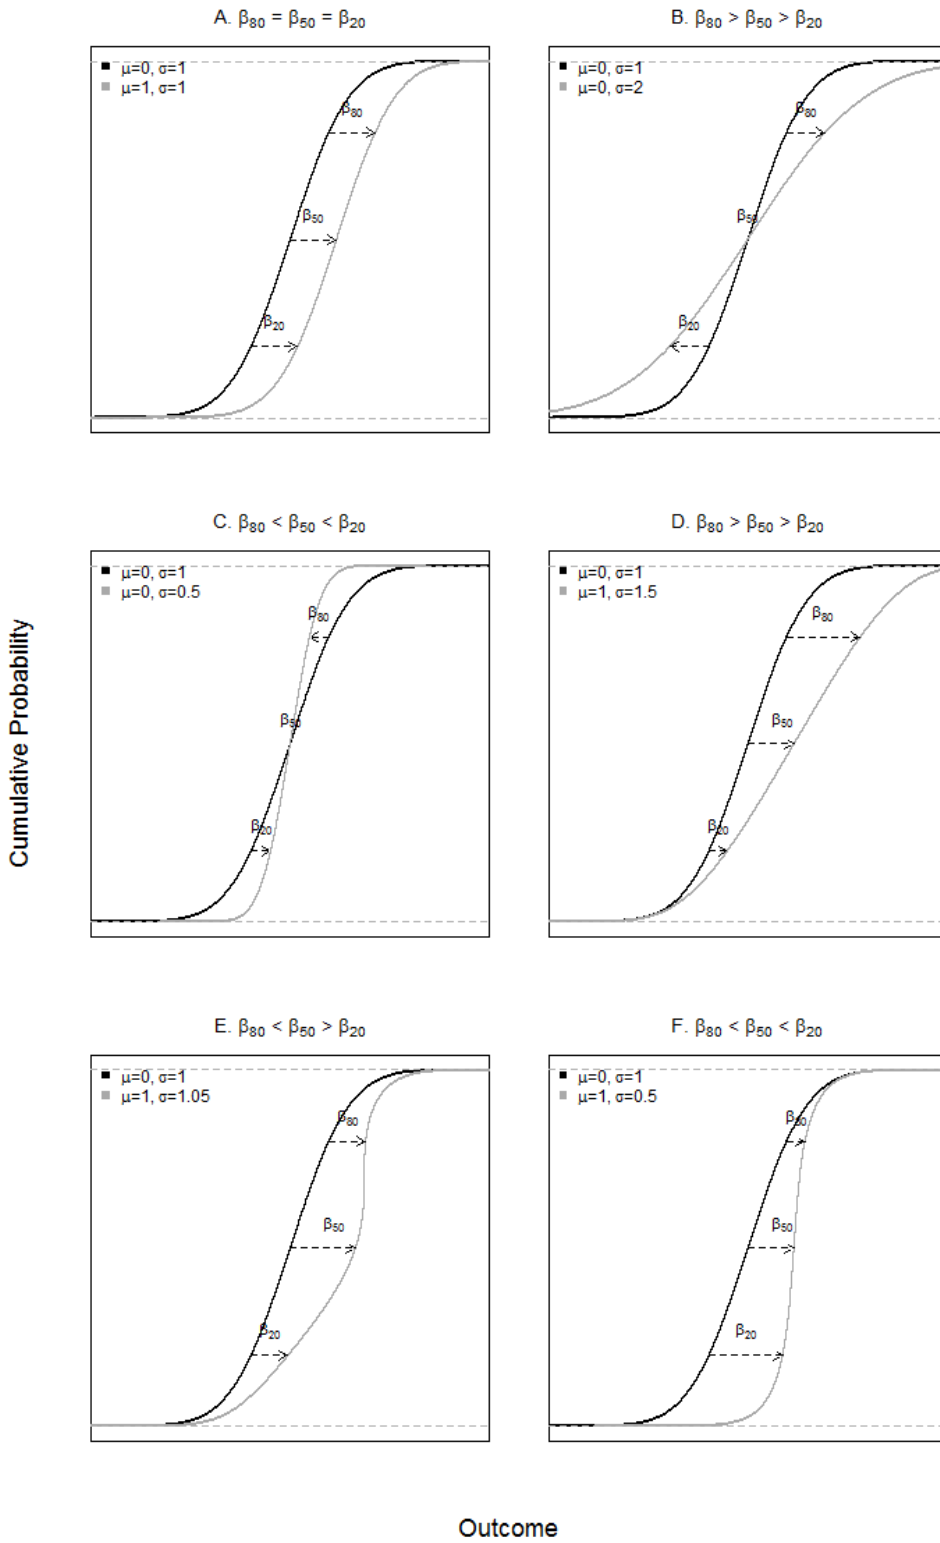 A. β80 = β50 = β20
μ=0, σ=1
μ=1, σ=1
β80
β50
β20
B. β80 > β50 > β20
μ=0, σ=1
μ=0, σ=2
β80
β50
β20
C. β80 < β50 < β20
μ=0, σ=1
μ=0, σ=0.5
β80
β50
β20
D. β80 > β50 > β20
μ=0, σ=1
μ=1, σ=1.5
β80
β50
β20
E. β80 < β50 > β20
μ=0, σ=1
μ=1, σ=1.05
β80
β50
β20
F. β80 < β50 < β20
μ=0, σ=1
μ=1, σ=0.5
β80
β50
β20
Cumulative Probability
Outcome